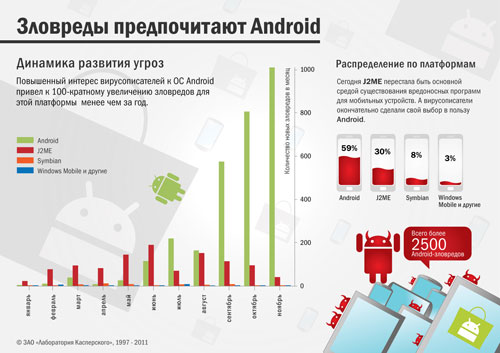 Зловреды предпочитают Android
Динамика развития угроз
Повышенный интерес вирусописателей к ОС Android
привел к 100-кратному увеличению зловредов для
этой платформы менее чем за год.
Android
J2ME
Symbian
Windows Mobile и другие
Количество новых зловредов в месяц
1000
800
600
400
200
0
январь
февраль
март
апрель
май
июнь
июль
август
сентябрь
октябрь
ноябрь
Распределение по платформам
Сегодня J2ME перестала быть основной
средой существования вредоносных программ
для мобильных устройств. А вирусописатели
окончательно сделали свой выбор в пользу
Android.
59%
30%
8%
3%
Android
J2ME
Symbian
Windows
Mobile и другие
Всего более
2500
Android-зловредов
© ЗАО «Лаборатория Касперского», 1997 - 2011